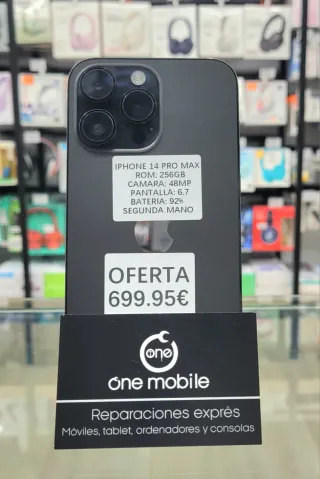 IPHONE 14 PRO MAX
ROM: 256GB
CAMARA: 48MP
PANTALLA: 6.7
BATERIA: 92%
SEGUNDA MANO
OFERTA
699.95€
one
óne mobile
Reparaciones exprés
Móviles, tablet, ordenadores y consolas